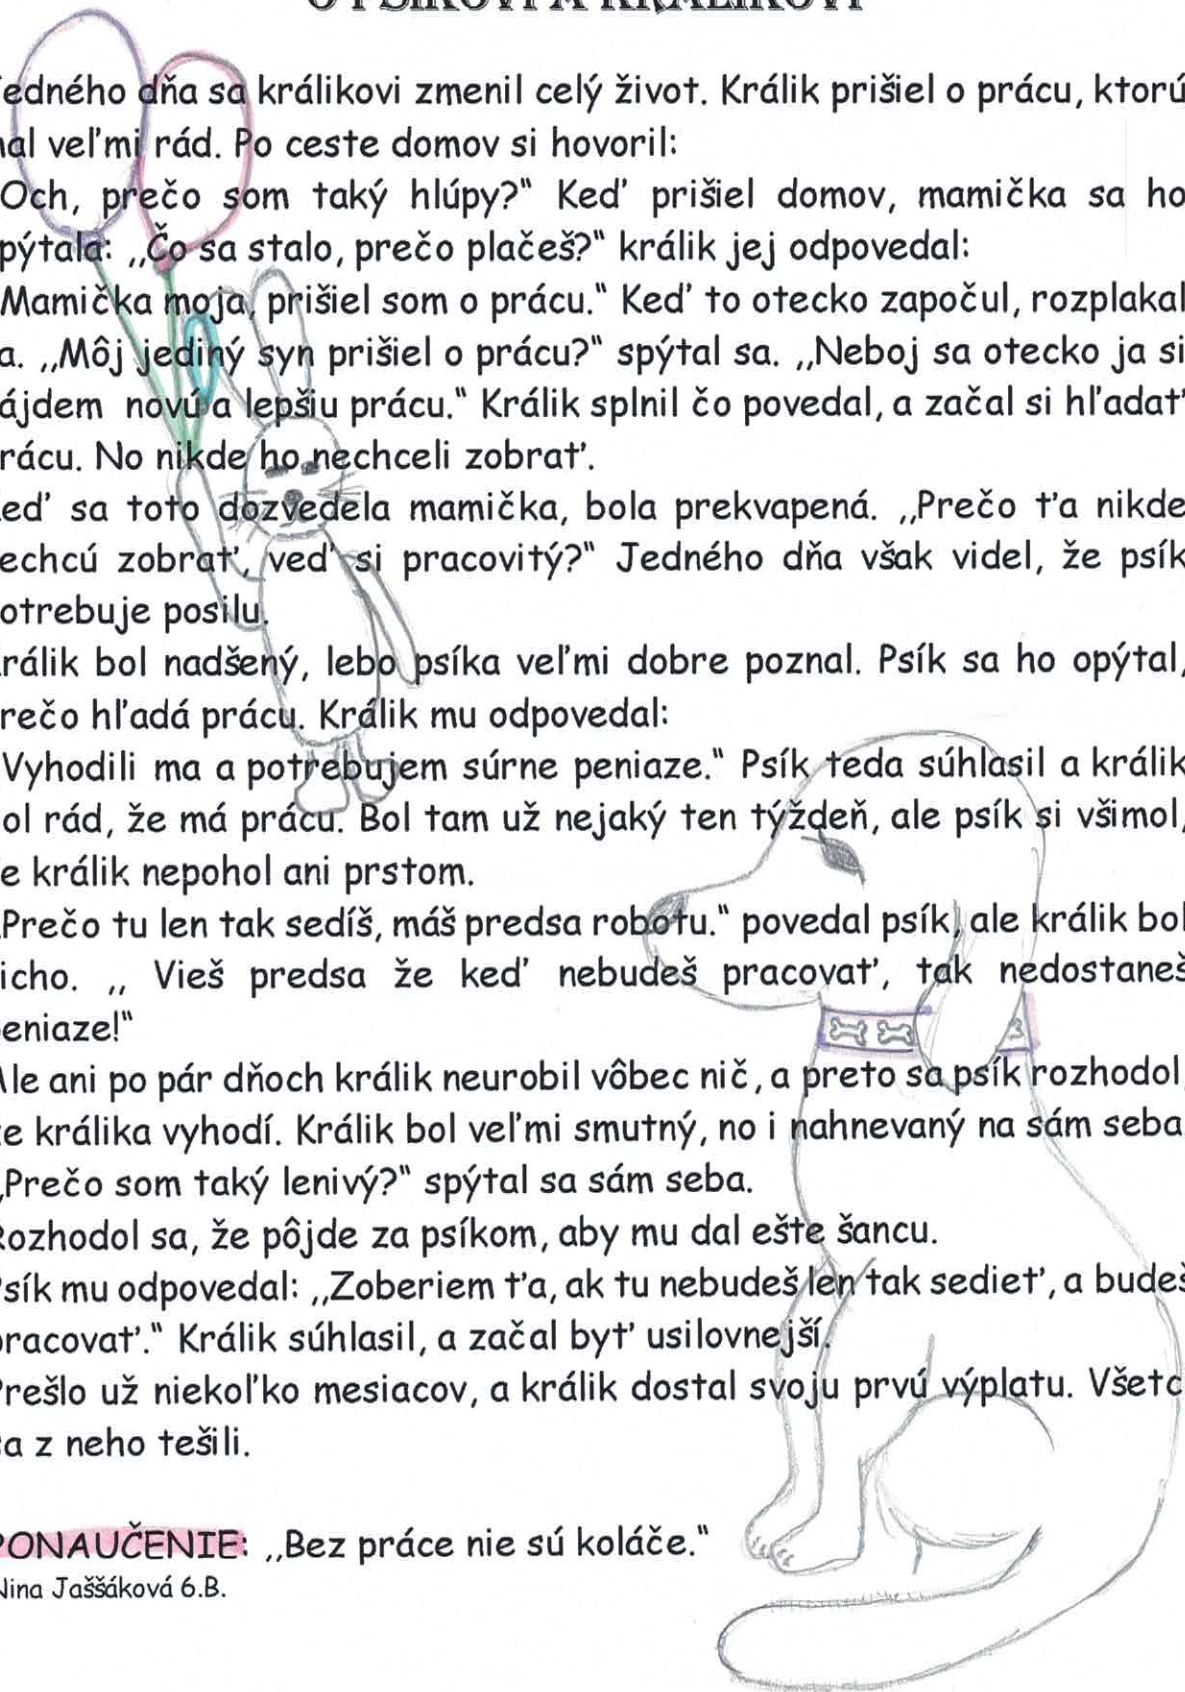 O PSÍKOVI A KRÁLIKOVI
edného dňa sa králikovi zmenil celý život. Králik prišiel o prácu, ktorú
al veľmi rád. Po ceste domov si hovoril:
Och, prečo som taký hlúpy?" Keď prišiel domov, mamička sa ho
pýtala: ,,Čo sa stalo, prečo plačeš?" králik jej odpovedal:
Mamička moja, prišiel som o prácu." Keď to otecko započul, rozplakal
a. ,,Môj jediný syn prišiel o prácu?" spýtal sa. ,,Neboj sa otecko ja si
ájdem novú a lepšiu prácu." Králik splnil čo povedal, a začal si hľadať
rácu. No nikde ho nechceli zobrať.
eď sa toto dozvedela mamička, bola prekvapená. ,,Prečo ťa nikde
echcú zobrať, veď si pracovitý?" Jedného dňa však videl, že psík
otrebuje posilu.
rálik bol nadšený, lebo psíka veľmi dobre poznal. Psík sa ho opýtal,
rečo hľadá prácu. Králik mu odpovedal:
Vyhodili ma a potrebujem súrne peniaze." Psík teda súhlasil a králik
ol rád, že má prácu. Bol tam už nejaký ten týždeň, ale psík si všimol,
e králik nepohol ani prstom.
,Prečo tu len tak sedíš, máš predsa robotu." povedal psík, ale králik bol
icho. ,, Vieš predsa že keď nebudeš pracovať, tak nedostaneš
eniaze!"
Ale ani po pár dňoch králik neurobil vôbec nič, a preto sa psík rozhodol,
e králika vyhodí. Králik bol veľmi smutný, no i nahnevaný na sám seba
,Prečo som taký lenivý?" spýtal sa sám seba.
Rozhodol sa, že pôjde za psíkom, aby mu dal ešte šancu.
Psík mu odpovedal: ,,Zoberiem ťa, ak tu nebudeš len tak sedieť, a budeš
pracovať." Králik súhlasil, a začal byť usilovnejší.
Prešlo už niekoľko mesiacov, a králik dostal svoju prvú výplatu. Všetc
sa z neho tešili.
PONAUČENIE: ,,Bez práce nie sú koláče."
Nina Jaššáková 6.B.